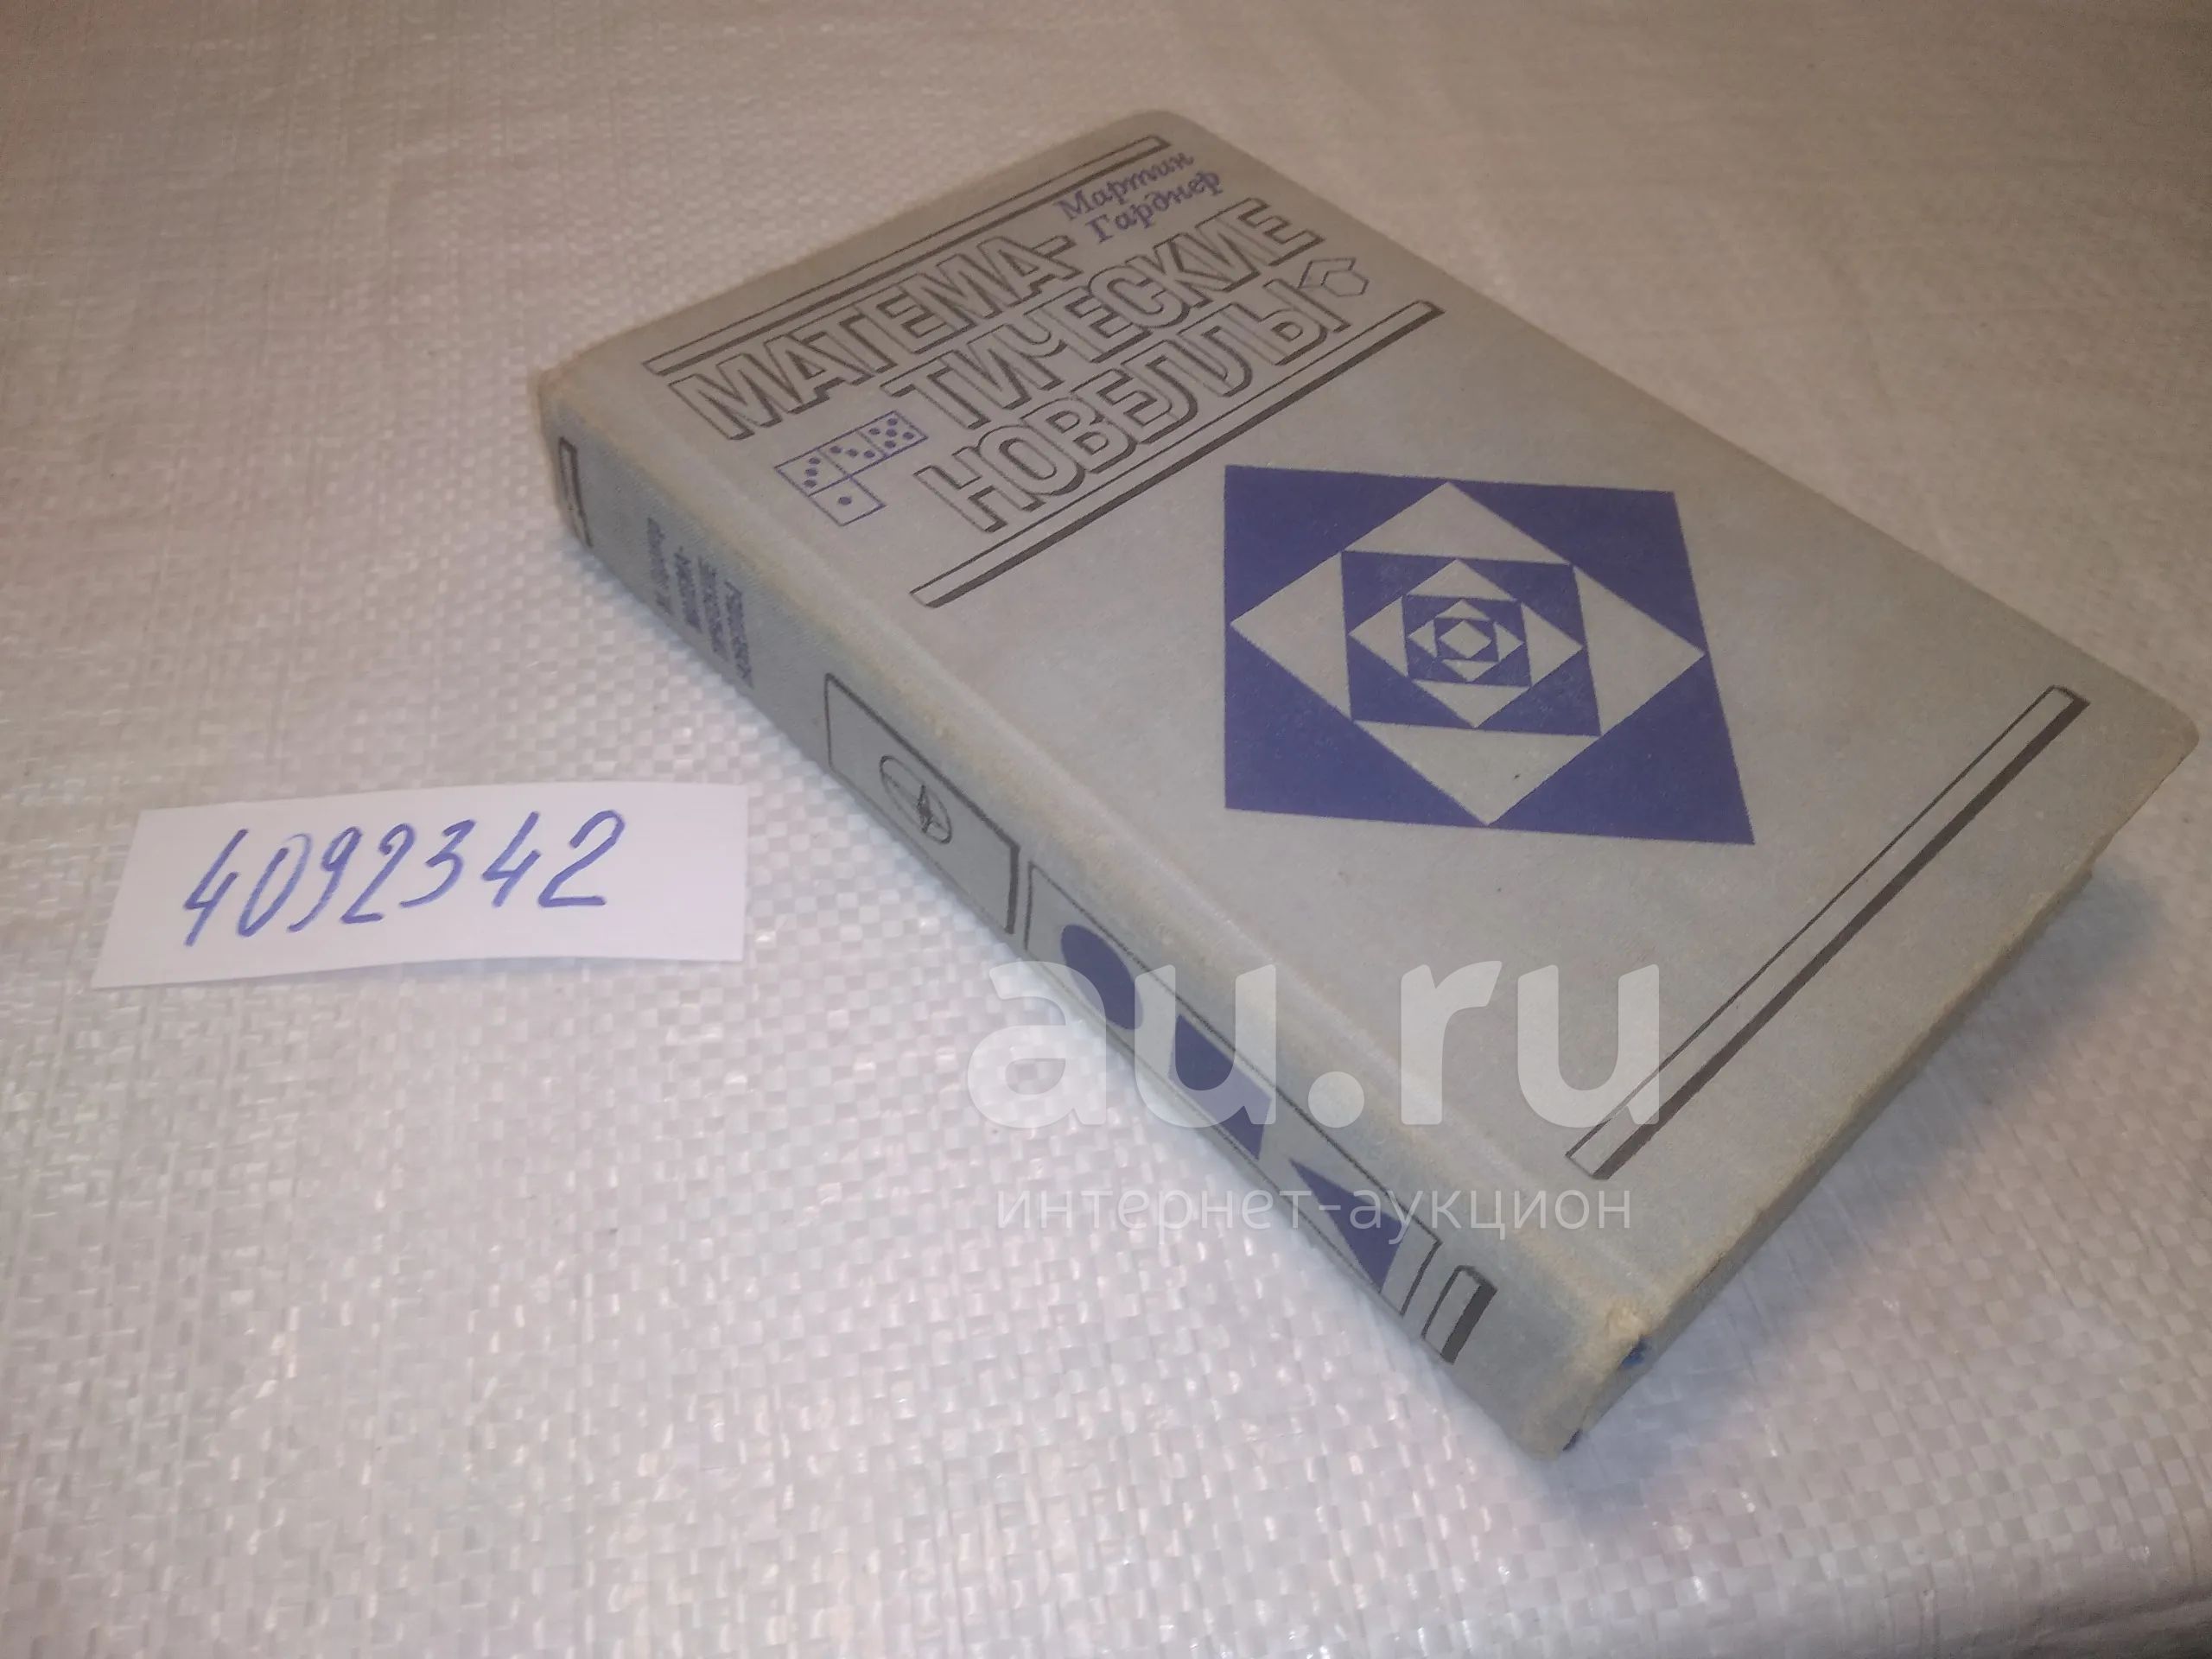 Мартин
Гарднер
МАТЕМА-
ТИЧЕСКИЕ
НОВЕЛЛЫ
4092342
au.ru
интернет-аукцион